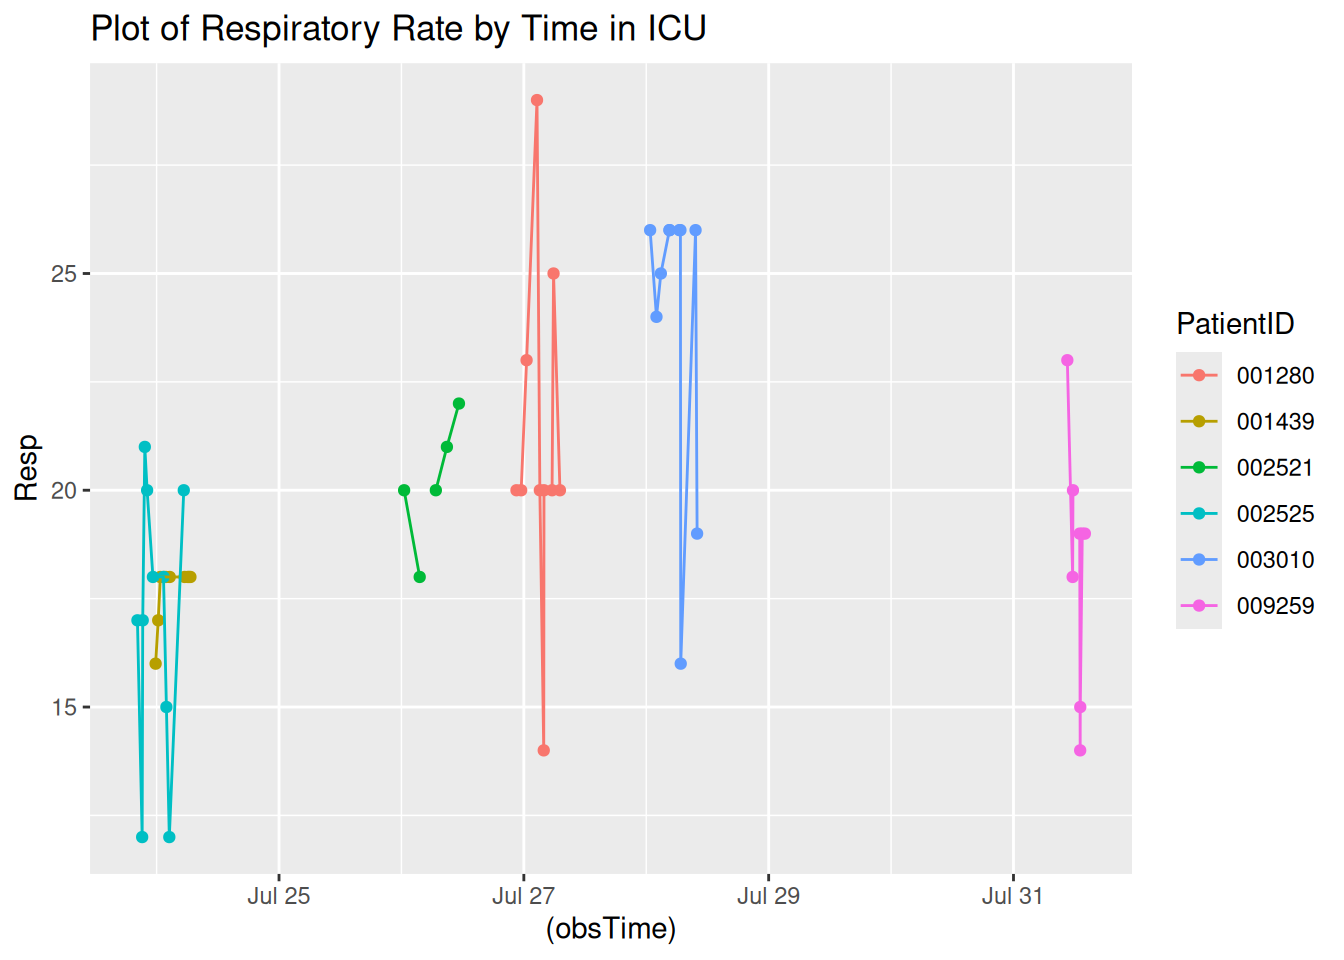 Plot of Respiratory Rate by Time in ICU
Resp
25
20
15
Jul 25 Jul 27 Jul 29 Jul 31
(obsTime)
PatientID
001280
001439
002521
002525
003010
009259